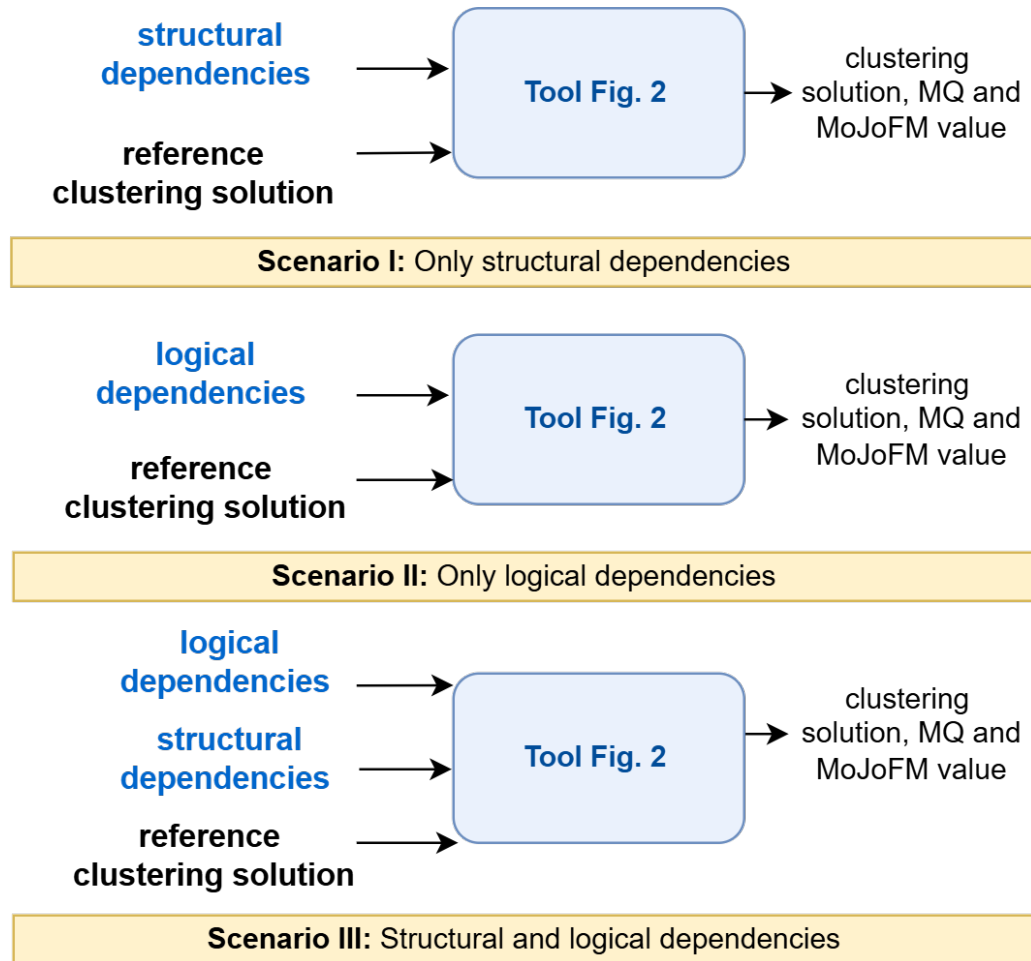 structural
dependencies
reference
clustering solution
Tool Fig. 2
clustering
solution, MQ and
MoJoFM value
Scenario I: Only structural dependencies
logical
dependencies
reference
clustering solution
Tool Fig. 2
clustering
solution, MQ and
MoJoFM value
Scenario II: Only logical dependencies
logical
dependencies
structural
dependencies
reference
clustering solution
Tool Fig. 2
clustering
solution, MQ and
MoJoFM value
Scenario III: Structural and logical dependencies